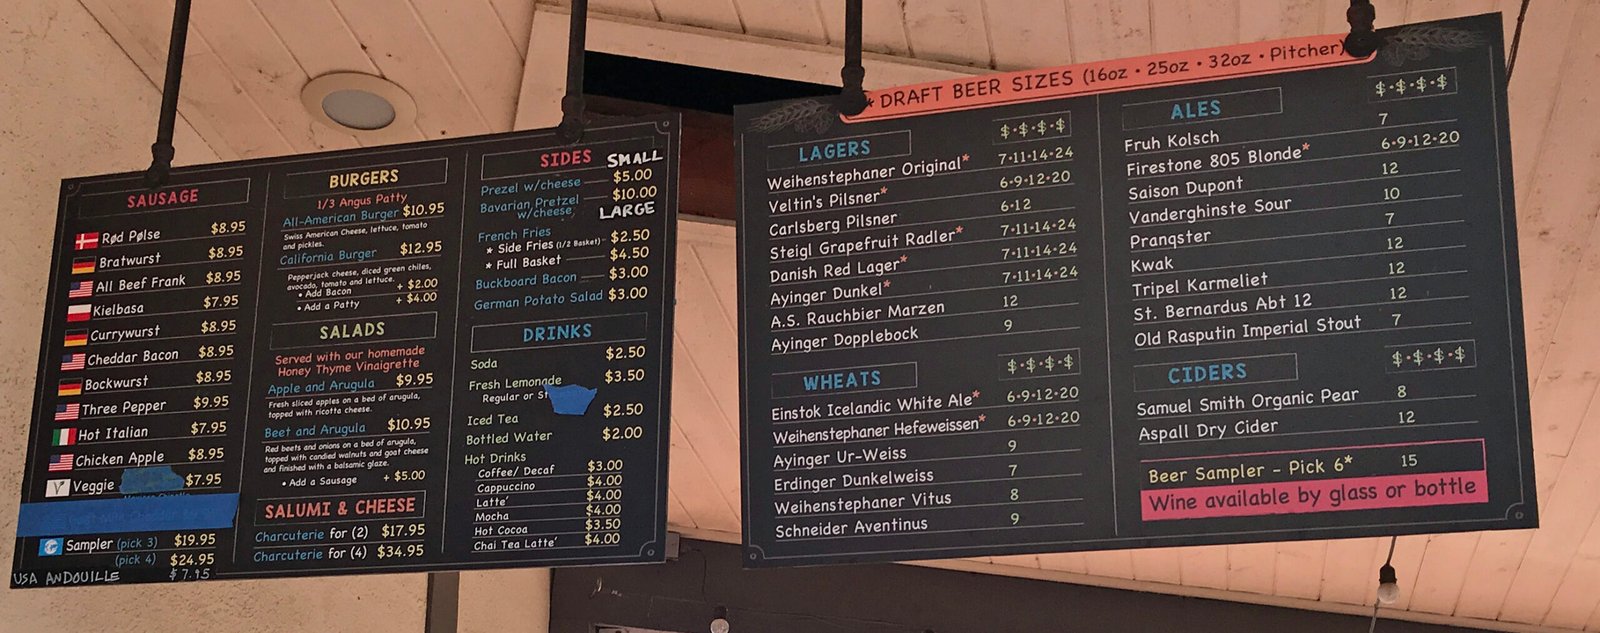 SAUSAGE
Rød Pølse $8.95
Bratwurst $8.95
All Beef Frank $8.95
Kielbasa $7.95
Currywurst $8.95
Cheddar Bacon $8.95
Bockwurst $8.95
Three Pepper $9.95
Hot Italian $7.95
Chicken Apple $8.95
Veggie $7.95
Sampler (pick 3) $19.95
(pick 4) $24.95
USA ANDOUILLE $7.95
BURGERS
1/3 Angus Patty
All-American Burger $10.95
Swiss American Cheese, lettuce, tomato
and pickles.
California Burger $12.95
Pepperjack cheese, diced green chiles,
avocado, tomato and lettuce.
• Add Bacon + $2.00
• Add a Patty + $4.00
SALADS
Served with our homemade
Honey Thyme Vinaigrette
Apple and Arugula $9.95
Fresh sliced apples on a bed of arugula,
topped with ricotta cheese.
Beet and Arugula $10.95
Red beets and onions on a bed of arugula,
topped with candied walnuts and goat cheese
and finished with a balsamic glaze.
• Add a Sausage + $5.00
SALUMI & CHEESE
Charcuterie for (2) $17.95
Charcuterie for (4) $34.95
SIDES SMALL
Prezel w/cheese $5.00
Bavarian Pretzel $10.00
w/cheese LARGE
French Fries
* Side Fries (1/2 Basket) - $2.50
* Full Basket $4.50
Buckboard Bacon $3.00
German Potato Salad $3.00
DRINKS
Soda $2.50
Fresh Lemonade $3.50
Regular or St
Iced Tea $2.50
Bottled Water $2.00
Hot Drinks
Coffee/ Decaf $3.00
Cappuccino $4.00
Latte' $4.00
Mocha $4.00
Hot Cocoa $3.50
Chai Tea Latte' $4.00
* DRAFT BEER SIZES (16oz • 25oz • 32oz • Pitcher)
LAGERS $•$•$•$
Weihenstephaner Original* 7•11•14•24
Veltin's Pilsner* 6•9•12•20
Carlsberg Pilsner 6•12
Steigl Grapefruit Radler* 7•11•14•24
Danish Red Lager* 7•11•14•24
Ayinger Dunkel* 7•11•14•24
A.S. Rauchbier Marzen 12
Ayinger Dopplebock 9
WHEATS $•$•$•$
Einstok Icelandic White Ale* 6•9•12•20
Weihenstephaner Hefeweissen* 6•9•12•20
Ayinger Ur-Weiss 9
Erdinger Dunkelweiss 7
Weihenstephaner Vitus 8
Schneider Aventinus 9
ALES $•$•$•$
Fruh Kolsch 7
Firestone 805 Blonde* 6•9•12•20
Saison Dupont 12
Vanderghinste Sour 10
Pranqster 7
Kwak 12
Tripel Karmeliet 12
St. Bernardus Abt 12 12
Old Rasputin Imperial Stout 7
CIDERS $•$•$•$
Samuel Smith Organic Pear 8
Aspall Dry Cider 12
Beer Sampler - Pick 6* 15
Wine available by glass or bottle